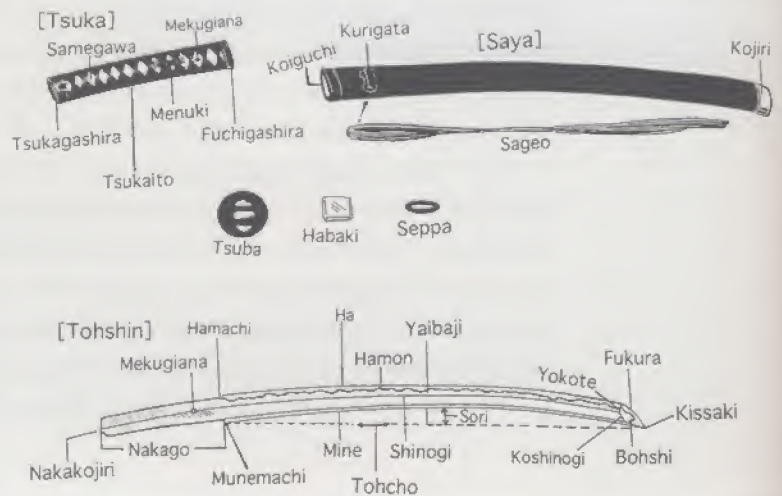 [Tsuka]
Mekugiana
Samegawa
Tsukagashira
Menuki
Fuchigashira
Tsukaito
[Saya]
Kurigata
Koiguchi
Kojiri
Sageo
Tsuba
Habaki
Seppa
[Tohshin]
Hamachi
Ha
Yaibaji
Mekugiana
Hamon
Fukura
Yokote
Kissaki
Sori
Nakago
Nakakojiri
Munemachi
Mine
Tohcho
Shinogi
Koshinogi
Bohshi